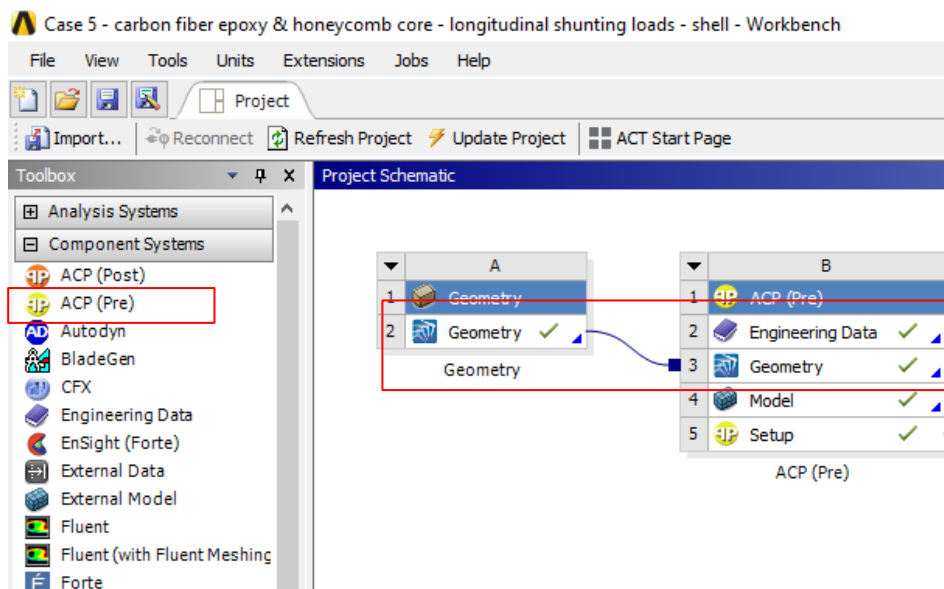 Case 5 - carbon fiber epoxy & honeycomb core - longitudinal shunting loads - shell - Workbench
File View Tools Units Extensions Jobs Help
Project
Import... Reconnect Refresh Project Update Project ACT Start Page
Toolbox
Project Schematic
Analysis Systems
Component Systems
ACP (Post)
ACP (Pre)
Autodyn
BladeGen
CFX
Engineering Data
EnSight (Forte)
External Data
External Model
Fluent
Fluent (with Fluent Meshing
Forte
A
1 Geometry
2 Geometry
Geometry
B
1 ACP (Pre)
2 Engineering Data
3 Geometry
4 Model
5 Setup
ACP (Pre)